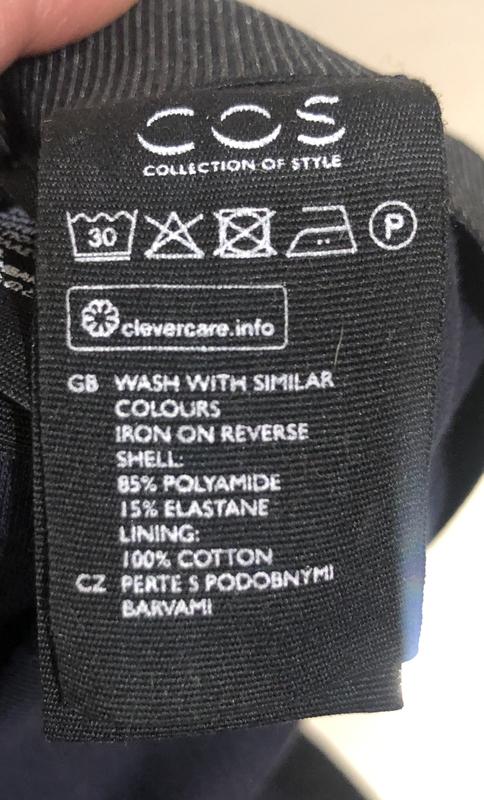 COS
COLLECTION OF STYLE
30 P
clevercare.info
GB WASH WITH SIMILAR
COLOURS
IRON ON REVERSE
SHELL:
85% POLYAMIDE
15% ELASTANE
LINING:
100% COTTON
CZ PERTE S PODOBNÝMI
BARVAMI